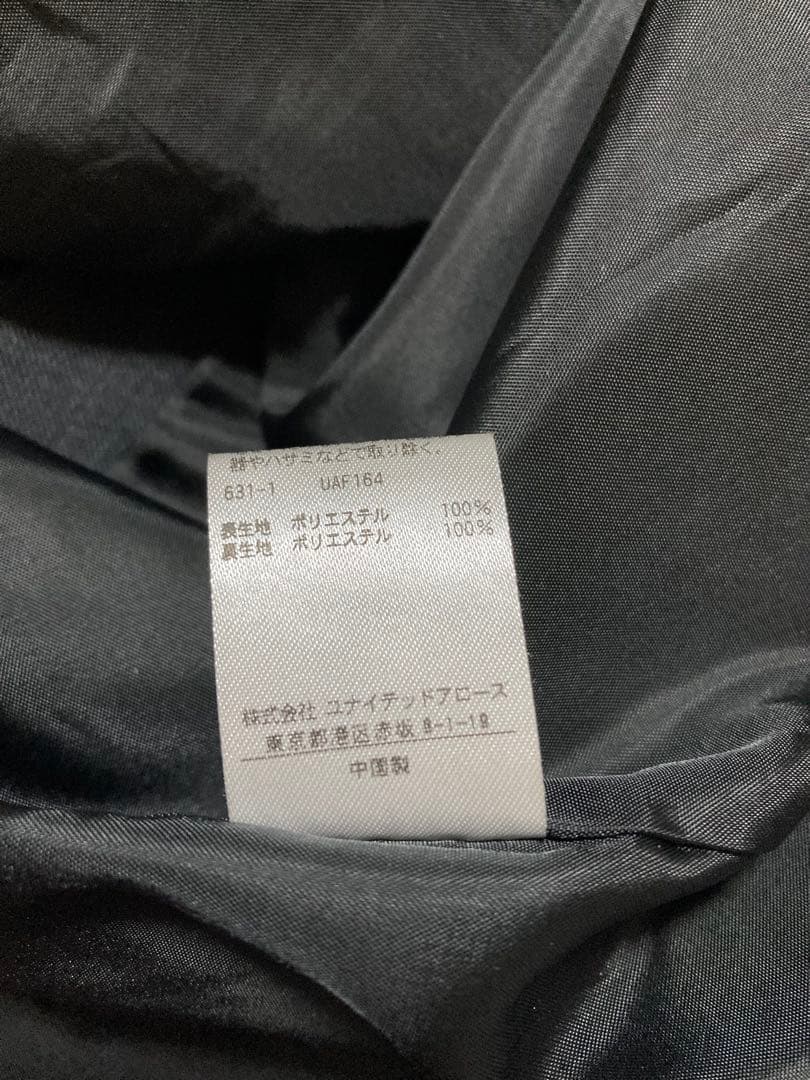 器やハサミなどで取り除く。
631-1 UAF164
表生地 ポリエステル 100%
裏生地 ポリエステル 100%
株式会社 ユナイテッドアローズ
東京都港区赤坂 8-1-19
中国製